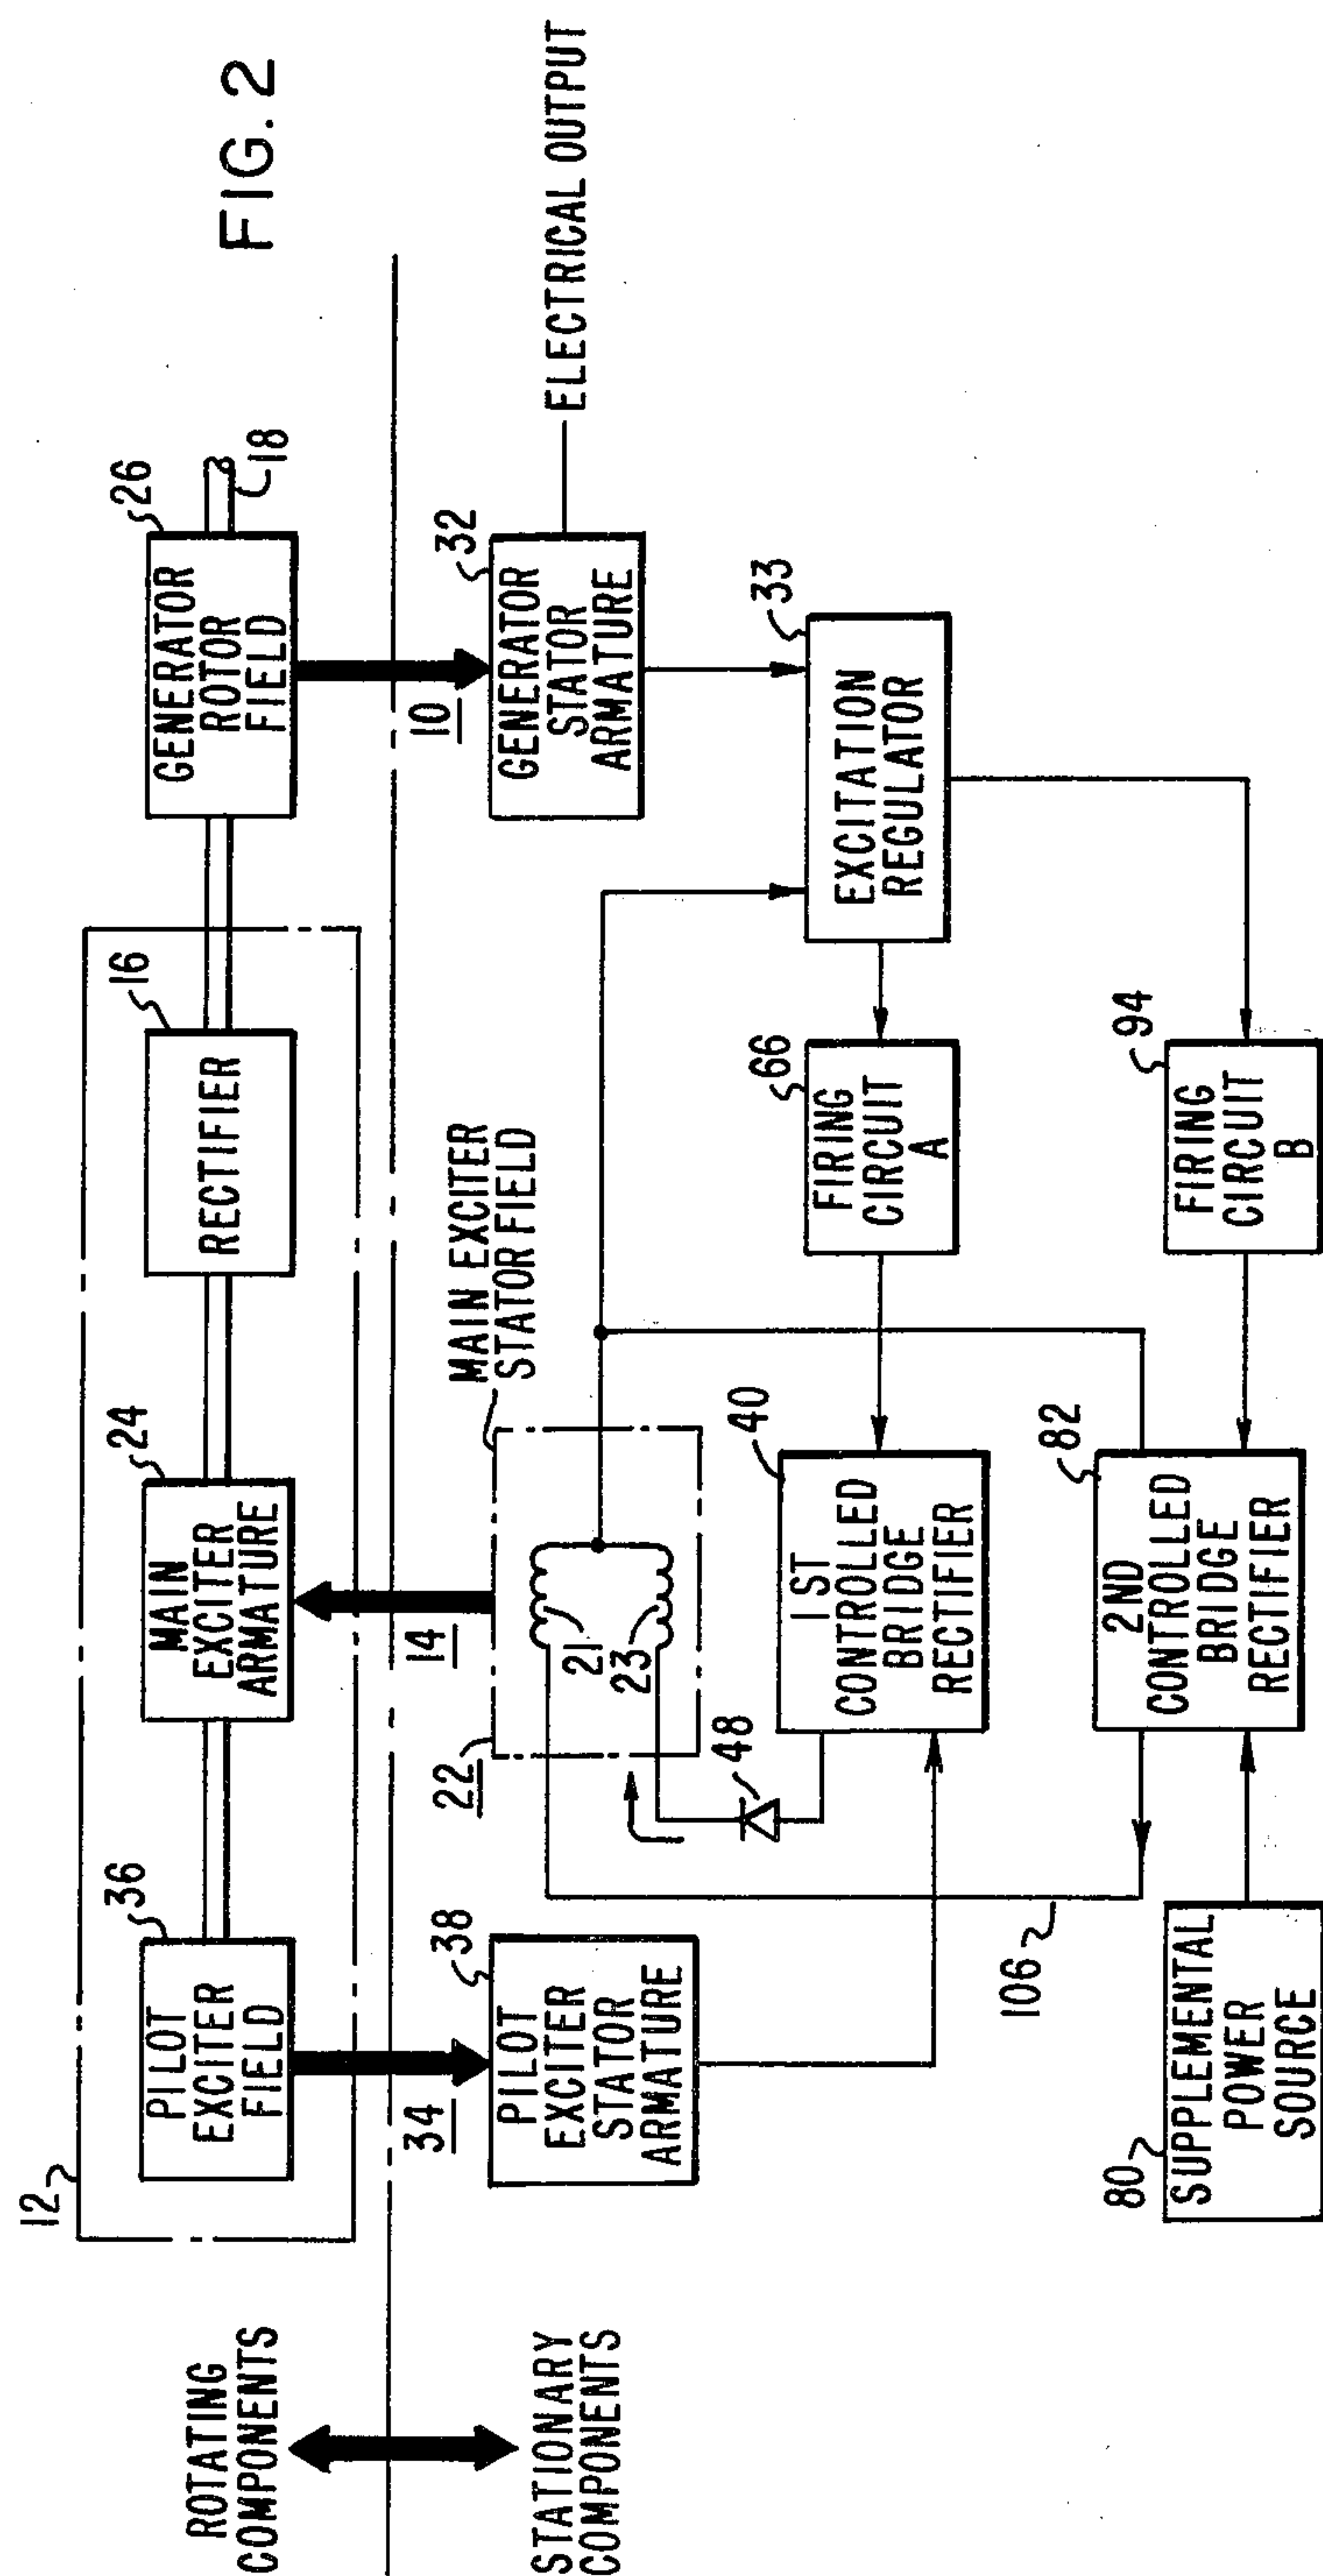 FIG. 2
ROTATING
COMPONENTS
STATIONARY
COMPONENTS
12
36
PILOT
EXCITER
FIELD
24
MAIN
EXCITER
ARMATURE
16
RECTIFIER
26
GENERATOR
ROTOR
FIELD
18
34
14
10
38
PILOT
EXCITER
STATOR
ARMATURE
22
21
23
MAIN EXCITER
STATOR FIELD
32
GENERATOR
STATOR
ARMATURE
ELECTRICAL OUTPUT
48
40
1ST
CONTROLLED
BRIDGE
RECTIFIER
66
FIRING
CIRCUIT
A
33
EXCITATION
REGULATOR
106
80
SUPPLEMENTAL
POWER
SOURCE
82
2ND
CONTROLLED
BRIDGE
RECTIFIER
94
FIRING
CIRCUIT
B